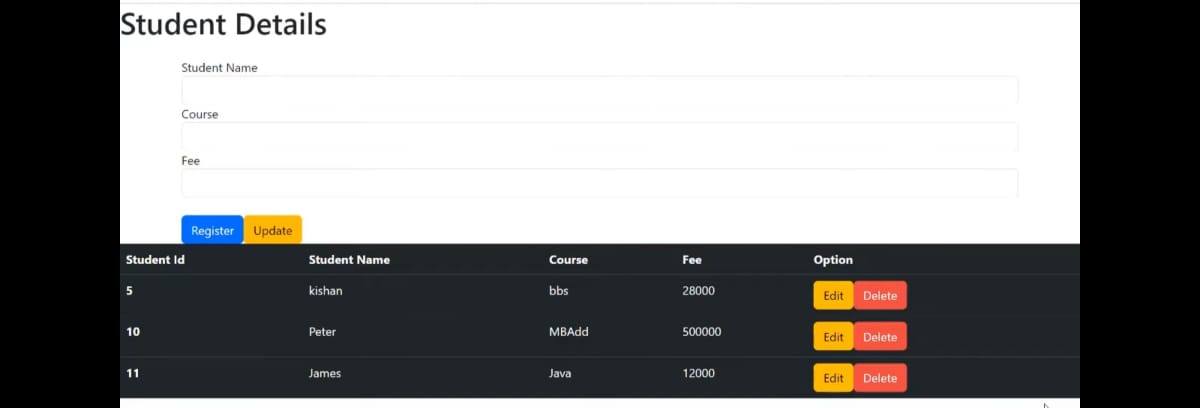 Student Details
Student Name
Course
Fee
Register Update
Student Id Student Name Course Fee Option
5 kishan bbs 28000 Edit Delete
10 Peter MBAdd 500000 Edit Delete
11 James Java 12000 Edit Delete